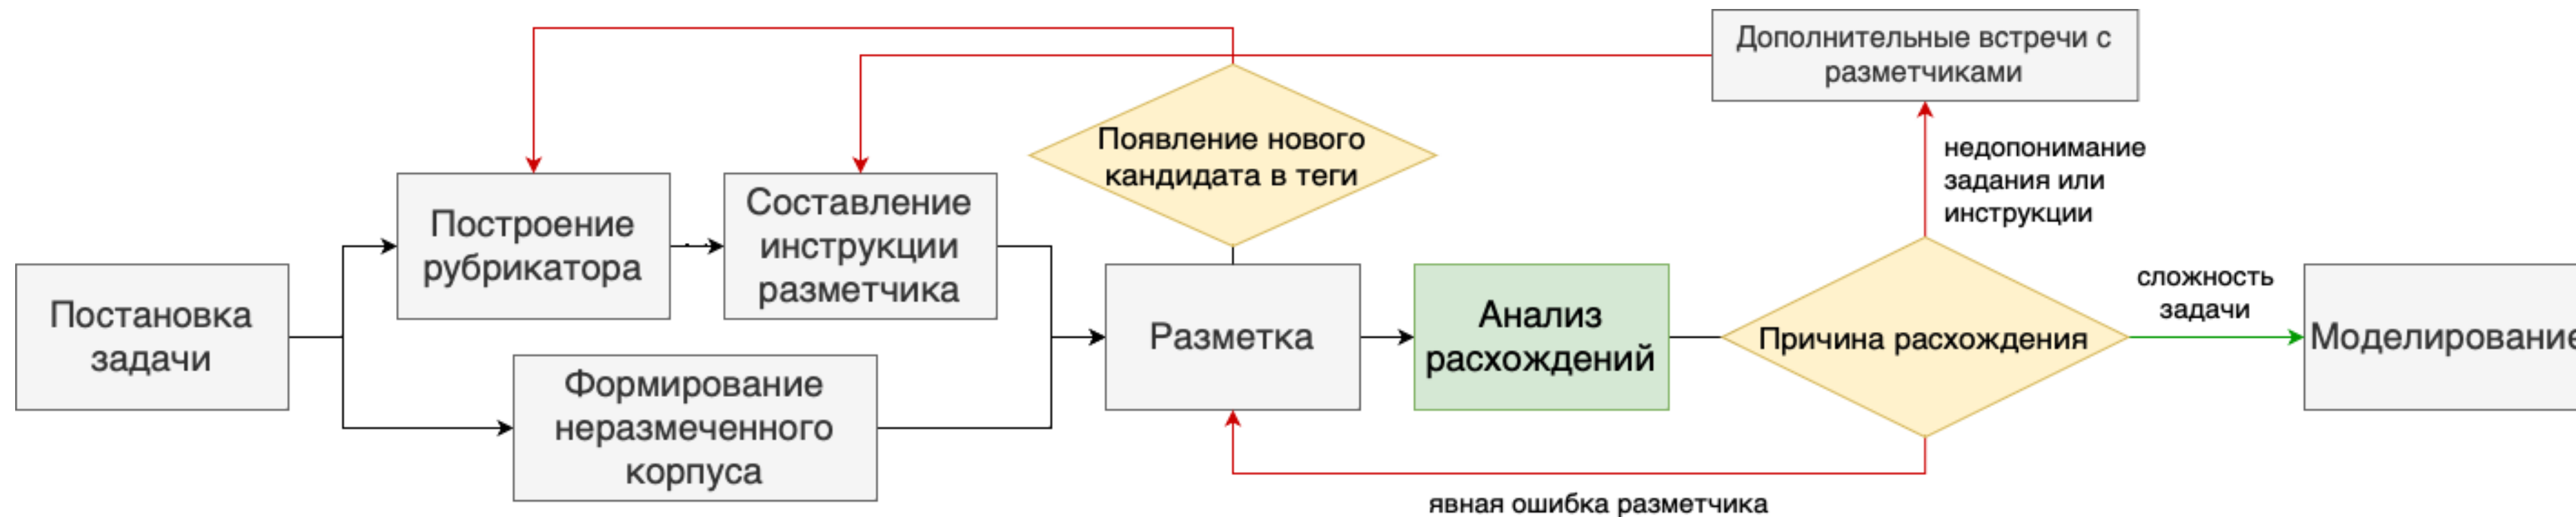 Дополнительные встречи с
разметчиками
Появление нового
кандидата в теги
недопонимание
задания или
инструкции
Построение
рубрикатора
Составление
инструкции
разметчика
Постановка
задачи
Формирование
неразмеченного
корпуса
Разметка
Анализ
расхождений
Причина расхождения
сложность
задачи
Моделирование
явная ошибка разметчика